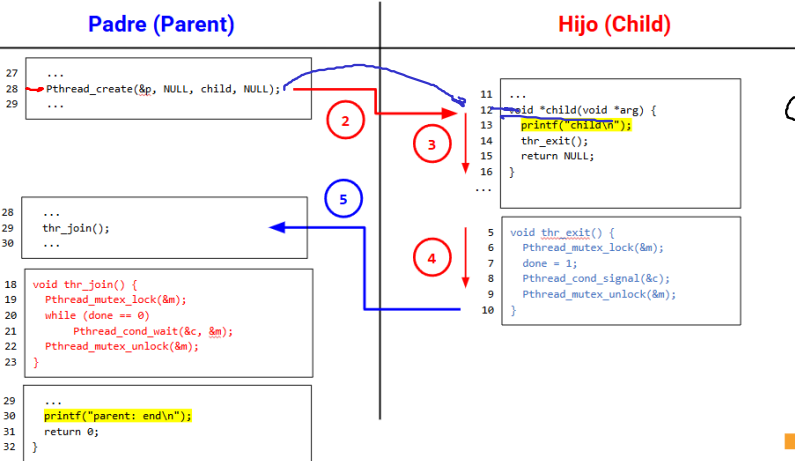 Padre (Parent)
27 ...
28 Pthread_create(&p, NULL, child, NULL);
29 ...
2
5
28 ...
29 thr_join();
30 ...
18 void thr_join() {
19 Pthread_mutex_lock(&m);
20 while (done == 0)
21 Pthread_cond_wait(&c, &m);
22 Pthread_mutex_unlock(&m);
23 }
29 ...
30 printf("parent: end\n");
31 return 0;
32 }
Hijo (Child)
11 ...
12 void *child(void *arg) {
13 printf("child\n");
14 thr_exit();
15 return NULL;
16 }
...
3
4
5 void thr_exit() {
6 Pthread_mutex_lock(&m);
7 done = 1;
8 Pthread_cond_signal(&c);
9 Pthread_mutex_unlock(&m);
10 }